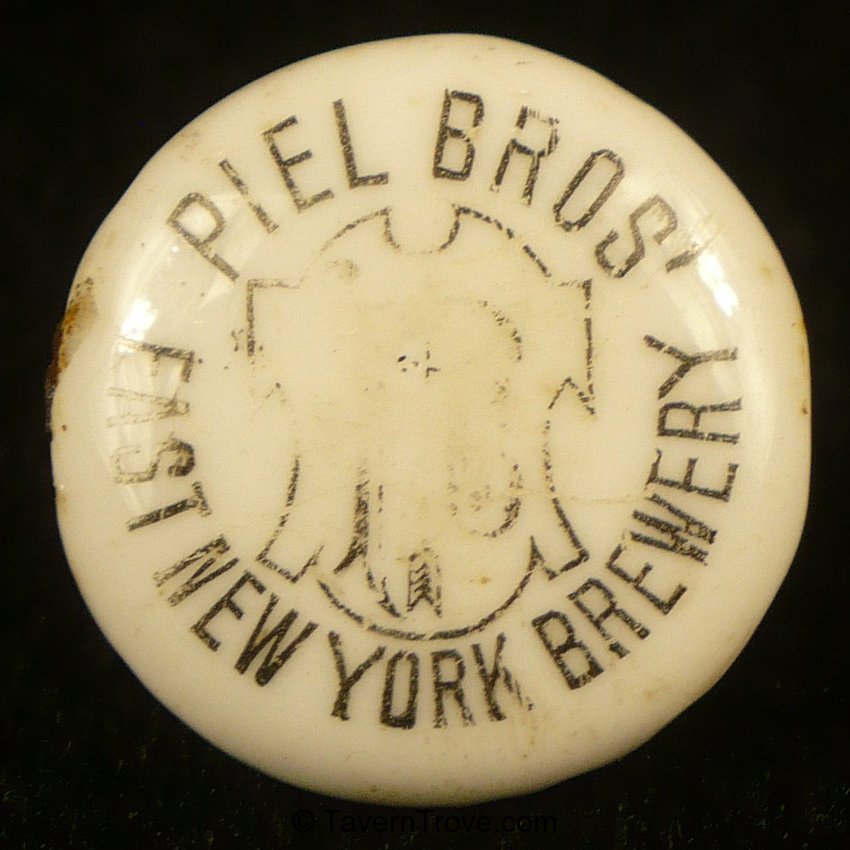 PIEL BROS'
EAST NEW YORK BREWERY
© TavernTrove.com